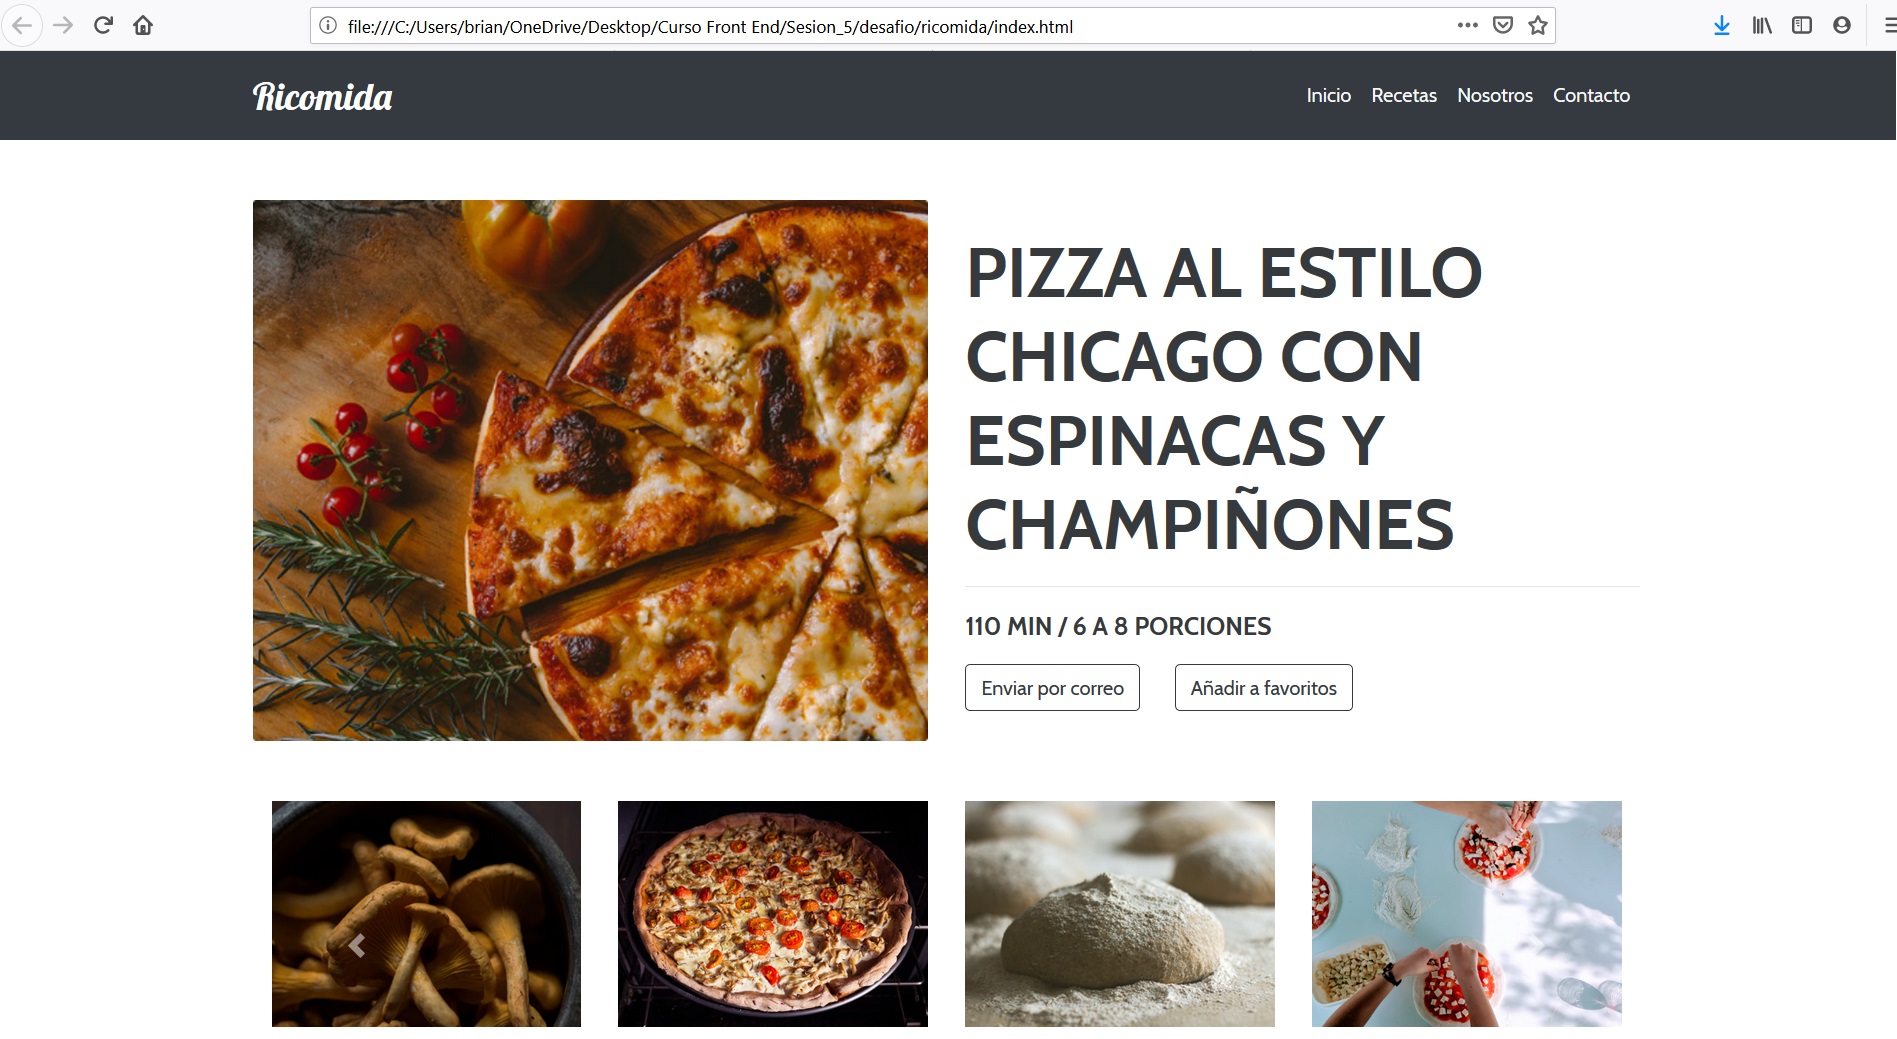 file:///C:/Users/brian/OneDrive/Desktop/Curso Front End/Sesion_5/desafio/ricomida/index.html
Ricomida
Inicio Recetas Nosotros Contacto
PIZZA AL ESTILO
CHICAGO CON
ESPINACAS Y
CHAMPIÑONES
110 MIN / 6 A 8 PORCIONES
Enviar por correo
Añadir a favoritos